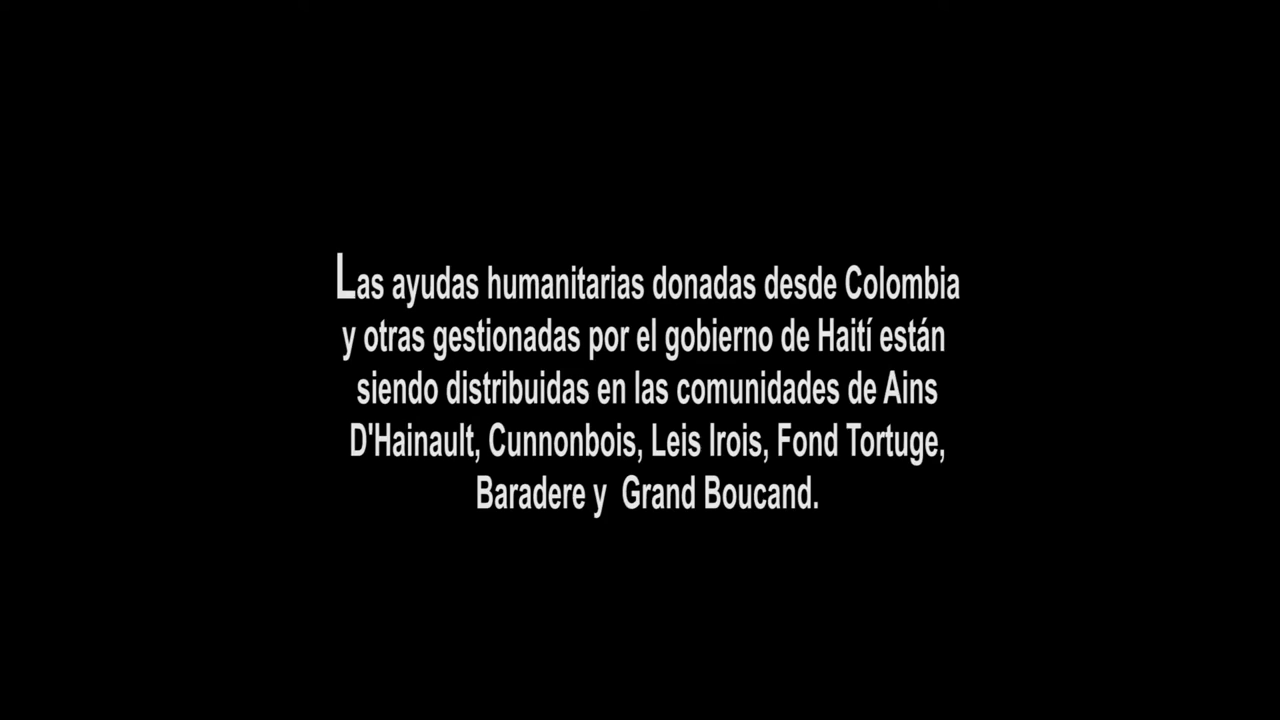 Las ayudas humanitarias donadas desde Colombia
y otras gestionadas por el gobierno de Haití están
siendo distribuidas en las comunidades de Ains
D'Hainault, Cunnonbois, Leis Irois, Fond Tortuge,
Baradere y  Grand Boucand.